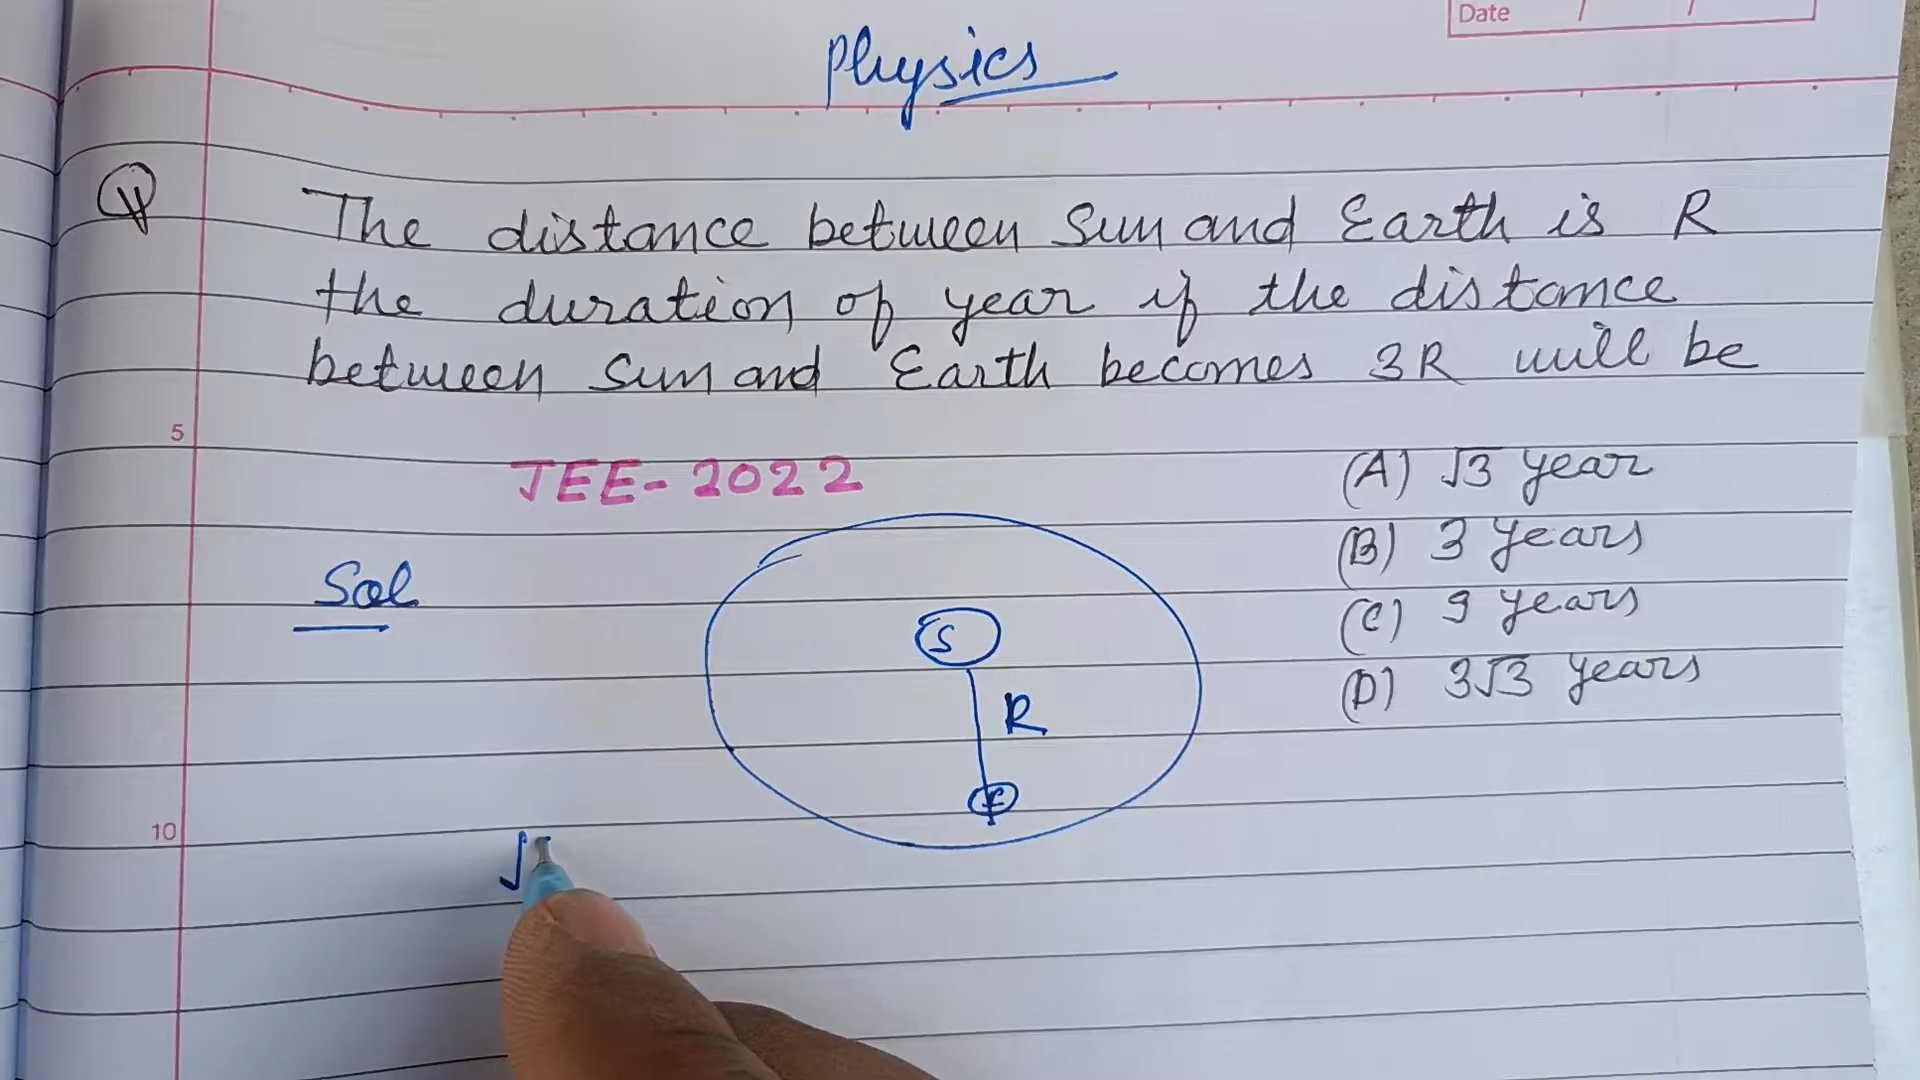 Date / /
Physics
Q The distance between Sun and Earth is R
the duration of year if the distance
between Sun and Earth becomes 3R will be
5
JEE-2022
(A) √3 year
(B) 3 Years
(C) 9 years
(D) 3√3 Years
Sol
S
R
E
10